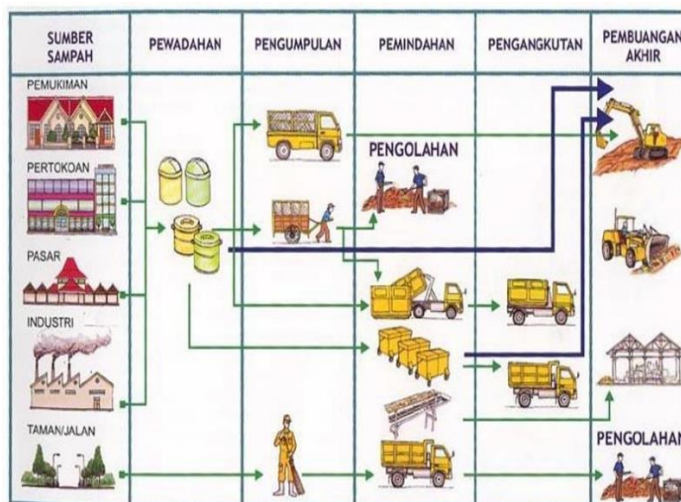 SUMBER SAMPAH
PEWADAHAN
PENGUMPULAN
PEMINDAHAN
PENGANGKUTAN
PEMBUANGAN AKHIR
PEMUKIMAN
PERTOKOAN
PASAR
INDUSTRI
TAMAN/JALAN
PENGOLAHAN
PENGOLAHAN